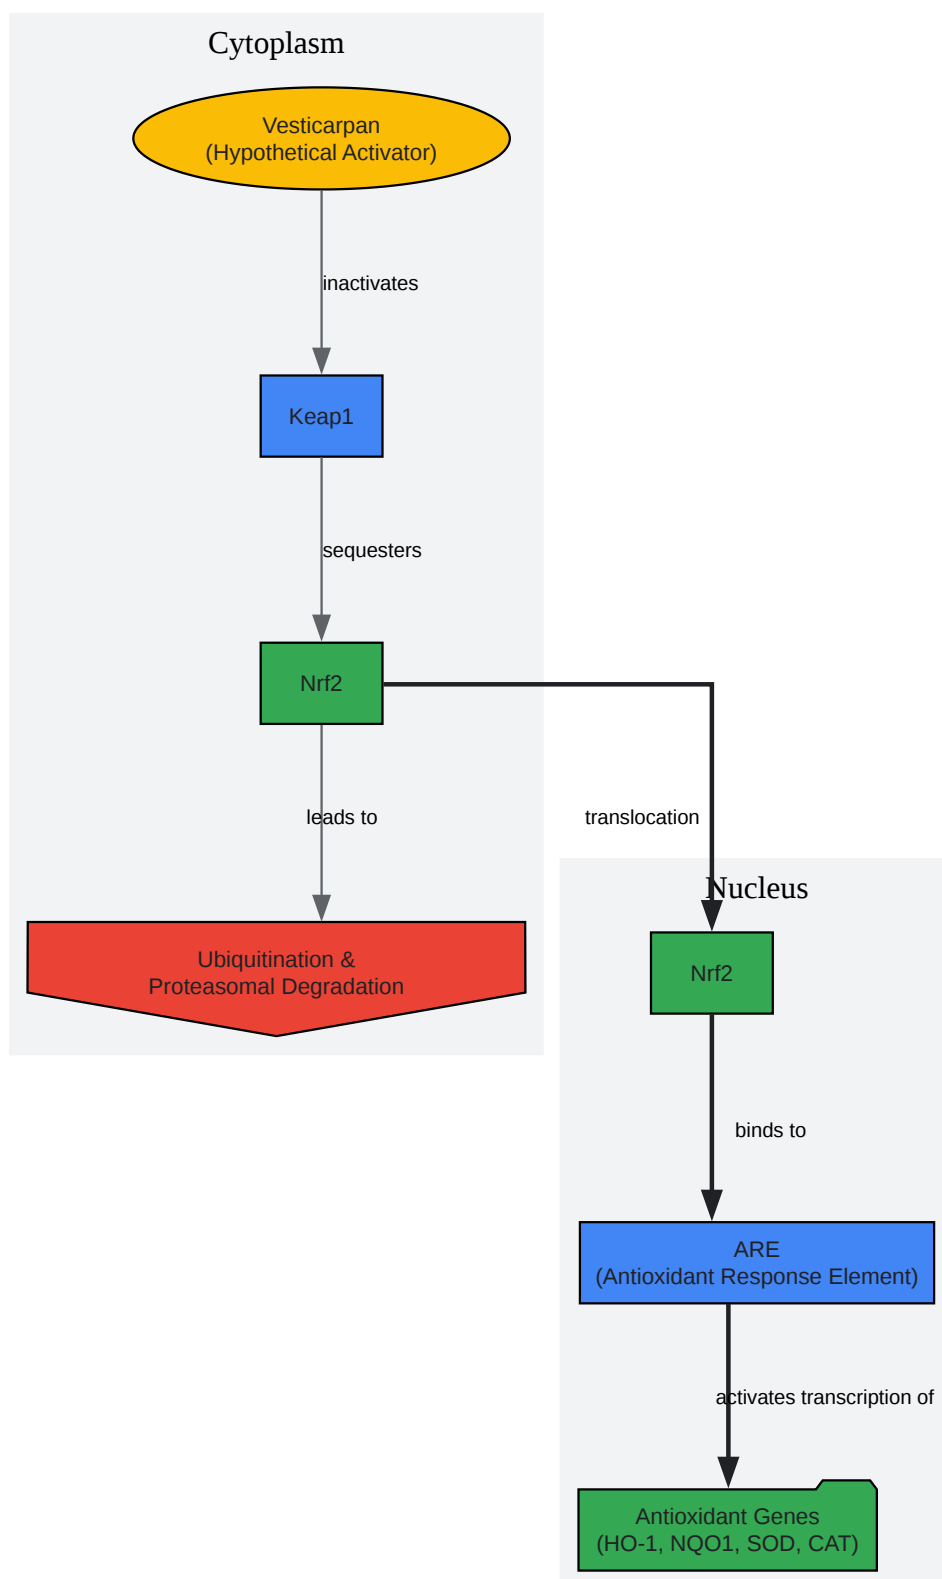 Cytoplasm
Vesticarpan
(Hypothetical Activator)
inactivates
Keap1
sequesters
Nrf2
leads to
translocation
Ubiquitination &
Proteasomal Degradation
Nucleus
Nrf2
binds to
ARE
(Antioxidant Response Element)
activates transcription of
Antioxidant Genes
(HO-1, NQO1, SOD, CAT)